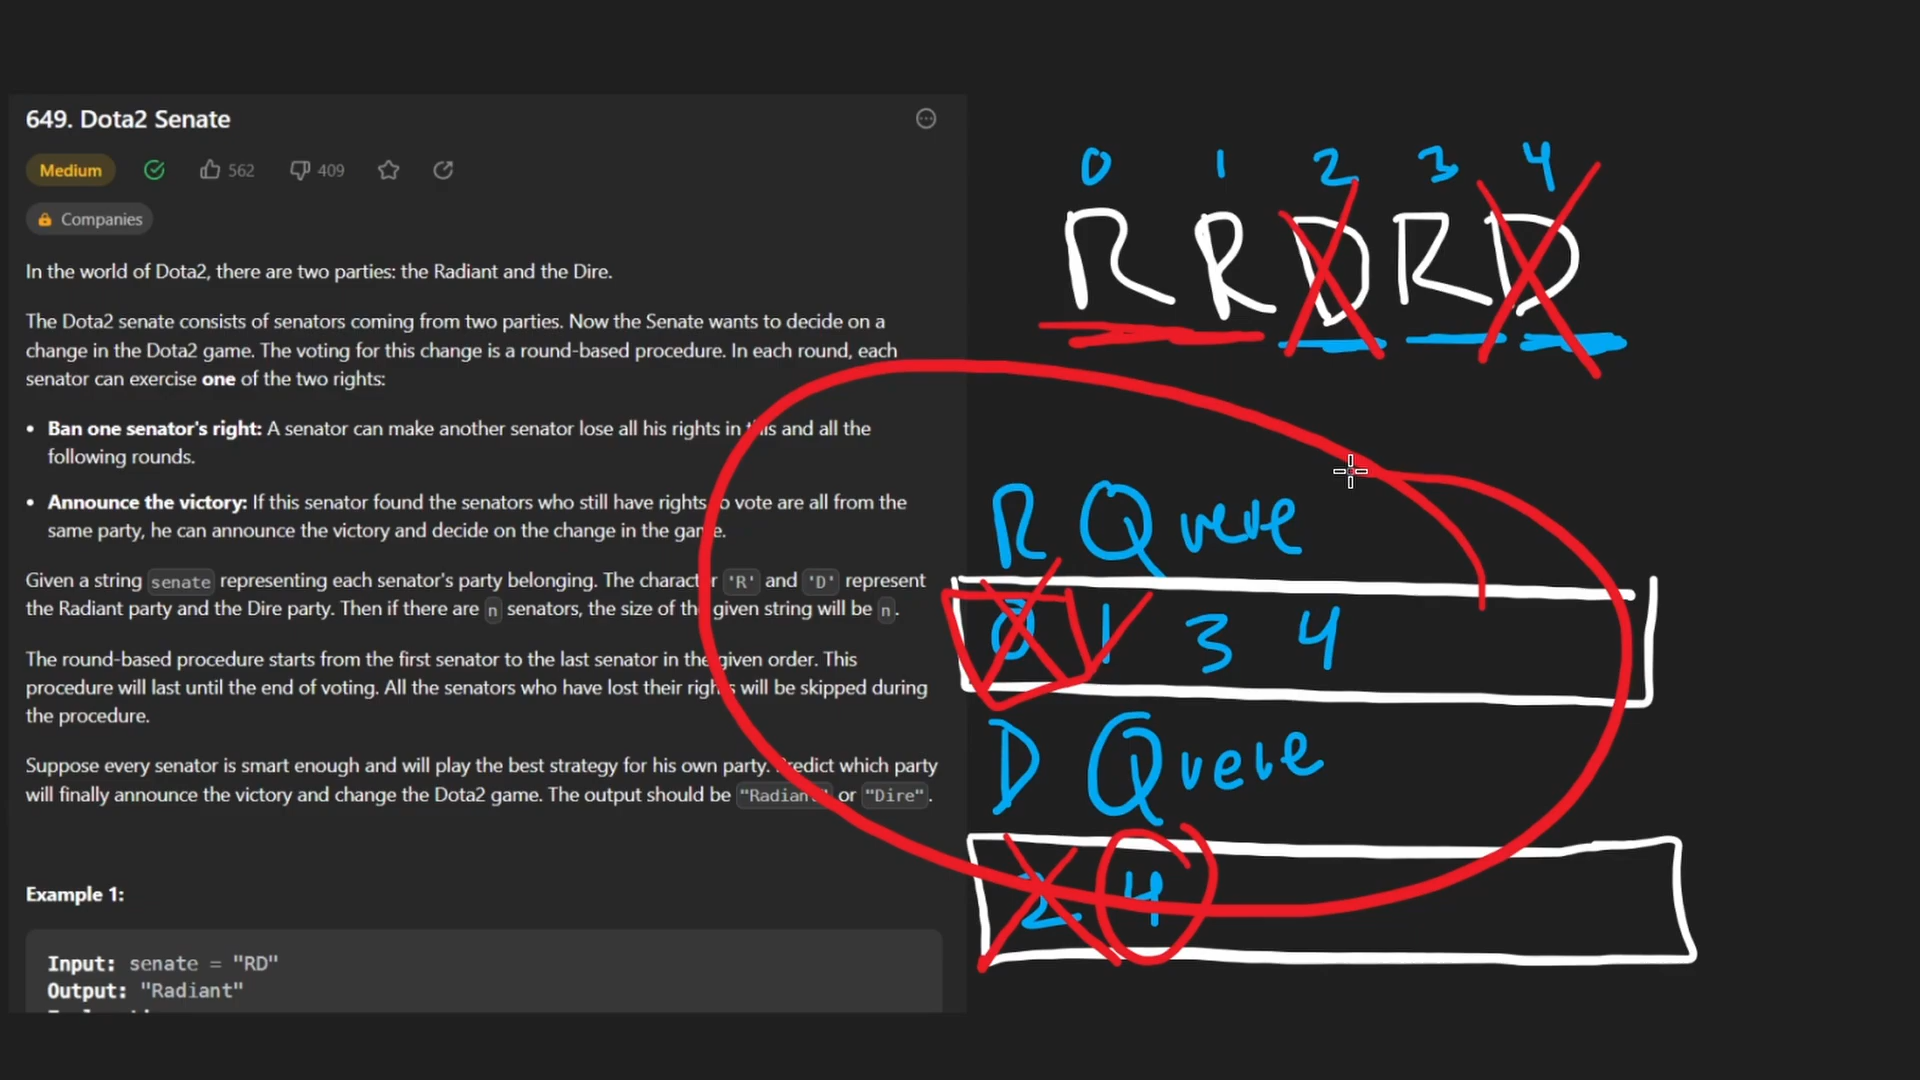 649. Dota2 Senate
Medium 562 409
Companies
In the world of Dota2, there are two parties: the Radiant and the Dire.
The Dota2 senate consists of senators coming from two parties. Now the Senate wants to decide on a
change in the Dota2 game. The voting for this change is a round-based procedure. In each round, each
senator can exercise one of the two rights:
• Ban one senator's right: A senator can make another senator lose all his rights in this and all the
following rounds.
• Announce the victory: If this senator found the senators who still have rights to vote are all from the
same party, he can announce the victory and decide on the change in the game.
Given a string senate representing each senator's party belonging. The character 'R' and 'D' represent
the Radiant party and the Dire party. Then if there are n senators, the size of the given string will be n.
The round-based procedure starts from the first senator to the last senator in the given order. This
procedure will last until the end of voting. All the senators who have lost their rights will be skipped during
the procedure.
Suppose every senator is smart enough and will play the best strategy for his own party. Predict which party
will finally announce the victory and change the Dota2 game. The output should be "Radiant" or "Dire".
Example 1:
Input: senate = "RD"
Output: "Radiant"
0 1 2 3 4
R R D R D
R Queue
0 1 3 4
D Queue
2 4